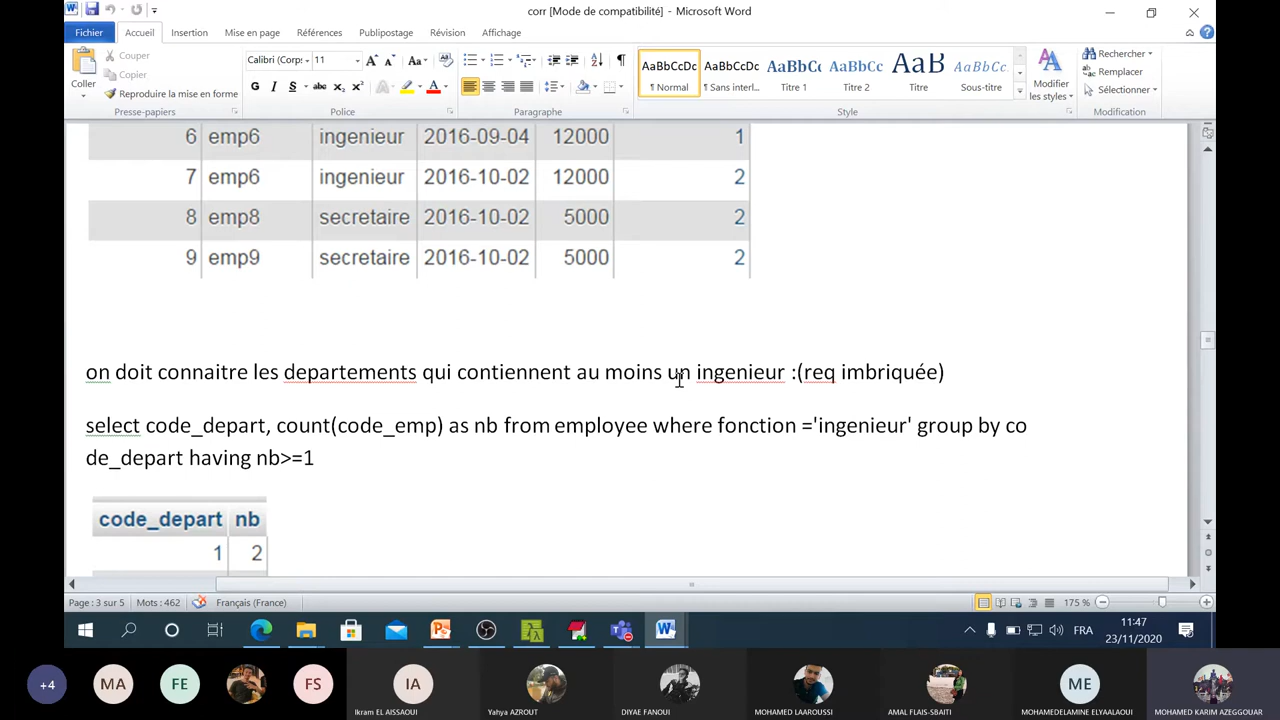 corr [Mode de compatibilité] - Microsoft Word
Fichier Accueil Insertion Mise en page Références Publipostage Révision Affichage
Coller
Couper
Copier
Reproduire la mise en forme
Presse-papiers
Calibri (Corp: 11
G I S abc x₂ x²
Police
Paragraphe
AaBbCcDc AaBbCcDc AaBbCc AaBbCc AaB AaBbCc.
¶ Normal ¶ Sans interl... Titre 1 Titre 2 Titre Sous-titre
Style
Modifier les styles
Rechercher
Remplacer
Sélectionner
Modification
6 emp6 ingenieur 2016-09-04 12000 1
7 emp6 ingenieur 2016-10-02 12000 2
8 emp8 secretaire 2016-10-02 5000 2
9 emp9 secretaire 2016-10-02 5000 2
on doit connaitre les departements qui contiennent au moins un ingenieur :(req imbriquée)
select code_depart, count(code_emp) as nb from employee where fonction ='ingenieur' group by co
de_depart having nb>=1
code_depart nb
1 2
Page : 3 sur 5 Mots : 462 Français (France) 175 %
FRA
11:47
23/11/2020
+4 MA FE FS IA ME
Ikram EL AISSAOUI Yahya AZROUT DIYAE FANOUI MOHAMED LAAROUSSI AMAL FLAIS-SBAITI MOHAMEDELAMINE ELYAALAOUI MOHAMED KARIM AZEGGOUAR